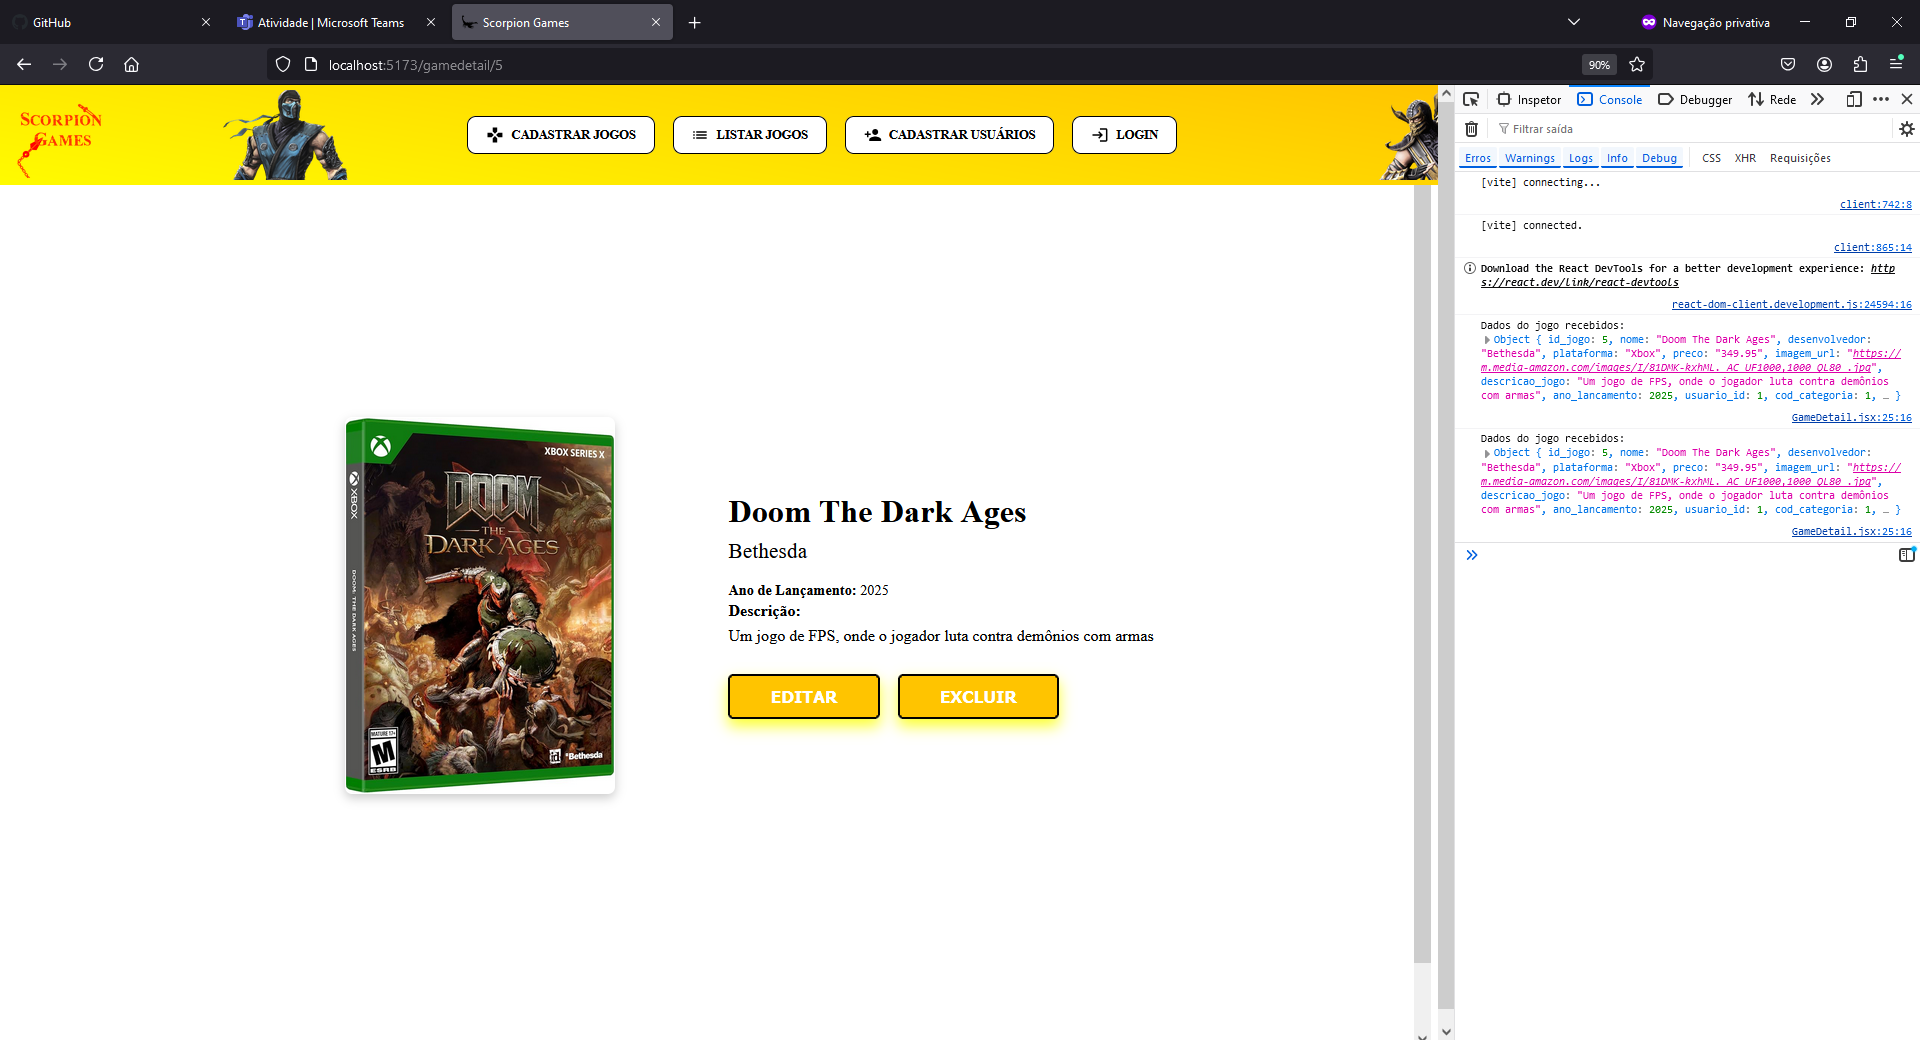 GitHub
Atividade | Microsoft Teams
Scorpion Games
Navegação privativa
localhost:5173/gamedetail/5
90%
SCORPION
GAMES
CADASTRAR JOGOS
LISTAR JOGOS
CADASTRAR USUÁRIOS
LOGIN
XBOX SERIES X
XBOX
DOOM
THE
DARK AGES
DOOM: THE DARK AGES
MATURE 17+
M
ESRB
id
Bethesda
Doom The Dark Ages
Bethesda
Ano de Lançamento: 2025
Descrição:
Um jogo de FPS, onde o jogador luta contra demônios com armas
EDITAR
EXCLUIR
Inspetor
Console
Debugger
Rede
Filtrar saída
Erros
Warnings
Logs
Info
Debug
CSS
XHR
Requisições
[vite] connecting...
client:742:8
[vite] connected.
client:865:14
Download the React DevTools for a better development experience: http
s://react.dev/link/react-devtools
react-dom-client.development.js:24594:16
Dados do jogo recebidos:
Object { id_jogo: 5, nome: "Doom The Dark Ages", desenvolvedor:
"Bethesda", plataforma: "Xbox", preco: "349.95", imagem_url: "https://
m.media-amazon.com/images/I/81DMK-kxhML._AC_UF1000,1000_QL80_.jpg",
descricao_jogo: "Um jogo de FPS, onde o jogador luta contra demônios
com armas", ano_lancamento: 2025, usuario_id: 1, cod_categoria: 1, … }
GameDetail.jsx:25:16
Dados do jogo recebidos:
Object { id_jogo: 5, nome: "Doom The Dark Ages", desenvolvedor:
"Bethesda", plataforma: "Xbox", preco: "349.95", imagem_url: "https://
m.media-amazon.com/images/I/81DMK-kxhML._AC_UF1000,1000_QL80_.jpg",
descricao_jogo: "Um jogo de FPS, onde o jogador luta contra demônios
com armas", ano_lancamento: 2025, usuario_id: 1, cod_categoria: 1, … }
GameDetail.jsx:25:16